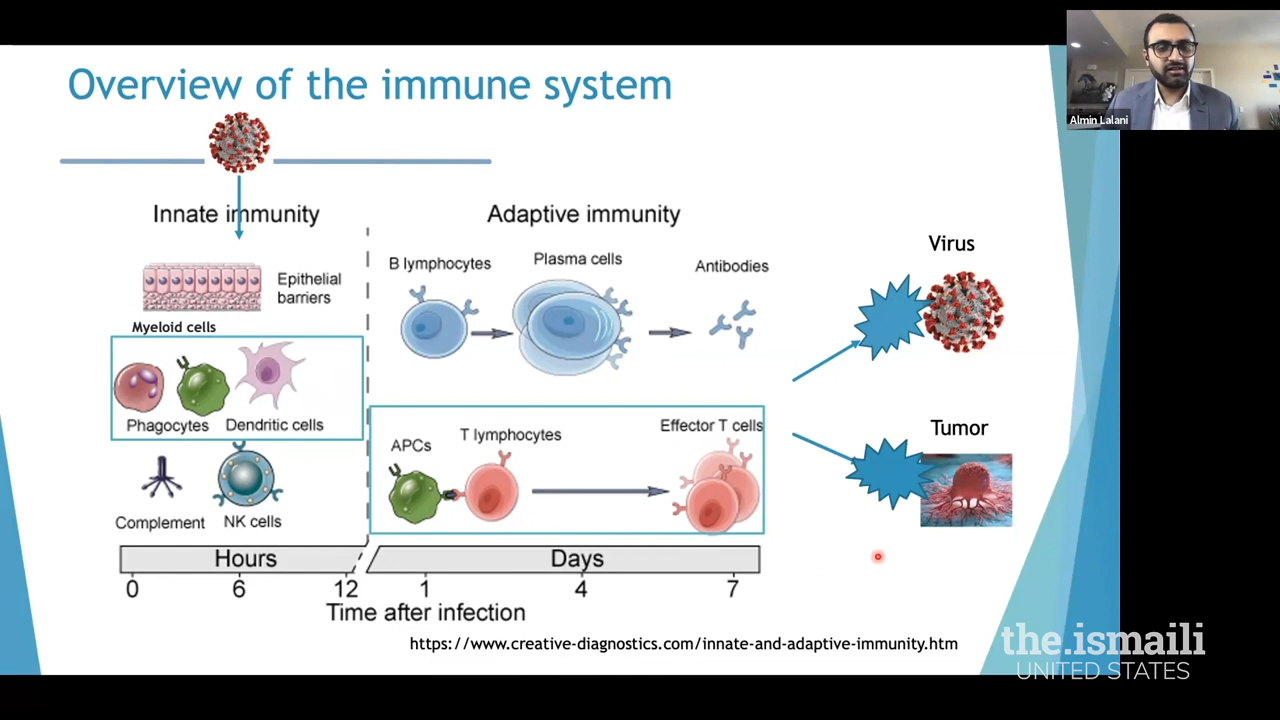 Overview of the immune system
Almin Lalani
Innate immunity
Adaptive immunity
Epithelial
barriers
Myeloid cells
Phagocytes
Dendritic cells
Complement
NK cells
B lymphocytes
Plasma cells
Antibodies
APCs
T lymphocytes
Effector T cells
Virus
Tumor
Hours
Days
0
6
12
1
4
7
Time after infection
https://www.creative-diagnostics.com/innate-and-adaptive-immunity.htm
the.ismaili
UNITED STATES